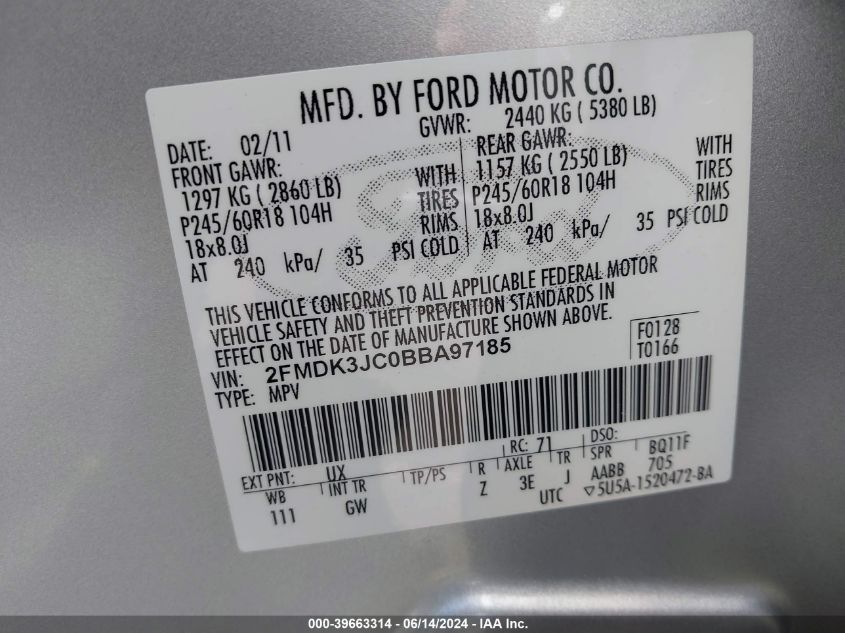 MFD. BY FORD MOTOR CO.
DATE: 02/11 GVWR: 2440 KG ( 5380 LB)
FRONT GAWR: REAR GAWR:
1297 KG ( 2860 LB) WITH 1157 KG ( 2550 LB) WITH
P245/60R18 104H TIRES P245/60R18 104H TIRES
18x8.0J RIMS 18x8.0J RIMS
AT 240 kPa/ 35 PSI COLD AT 240 kPa/ 35 PSI COLD
Ford
THIS VEHICLE CONFORMS TO ALL APPLICABLE FEDERAL MOTOR
VEHICLE SAFETY AND THEFT PREVENTION STANDARDS IN
EFFECT ON THE DATE OF MANUFACTURE SHOWN ABOVE.
VIN: 2FMDK3JC0BBA97185 F0128
TYPE: MPV T0166
EXT PNT: UX RC: 71 DSO:
WB INT TR TP/PS R AXLE TR SPR BQ11F
111 GW Z 3E J AABB 705
UTC ▽5U5A-1520472-BA
000-39663314 - 06/14/2024 - IAA Inc.